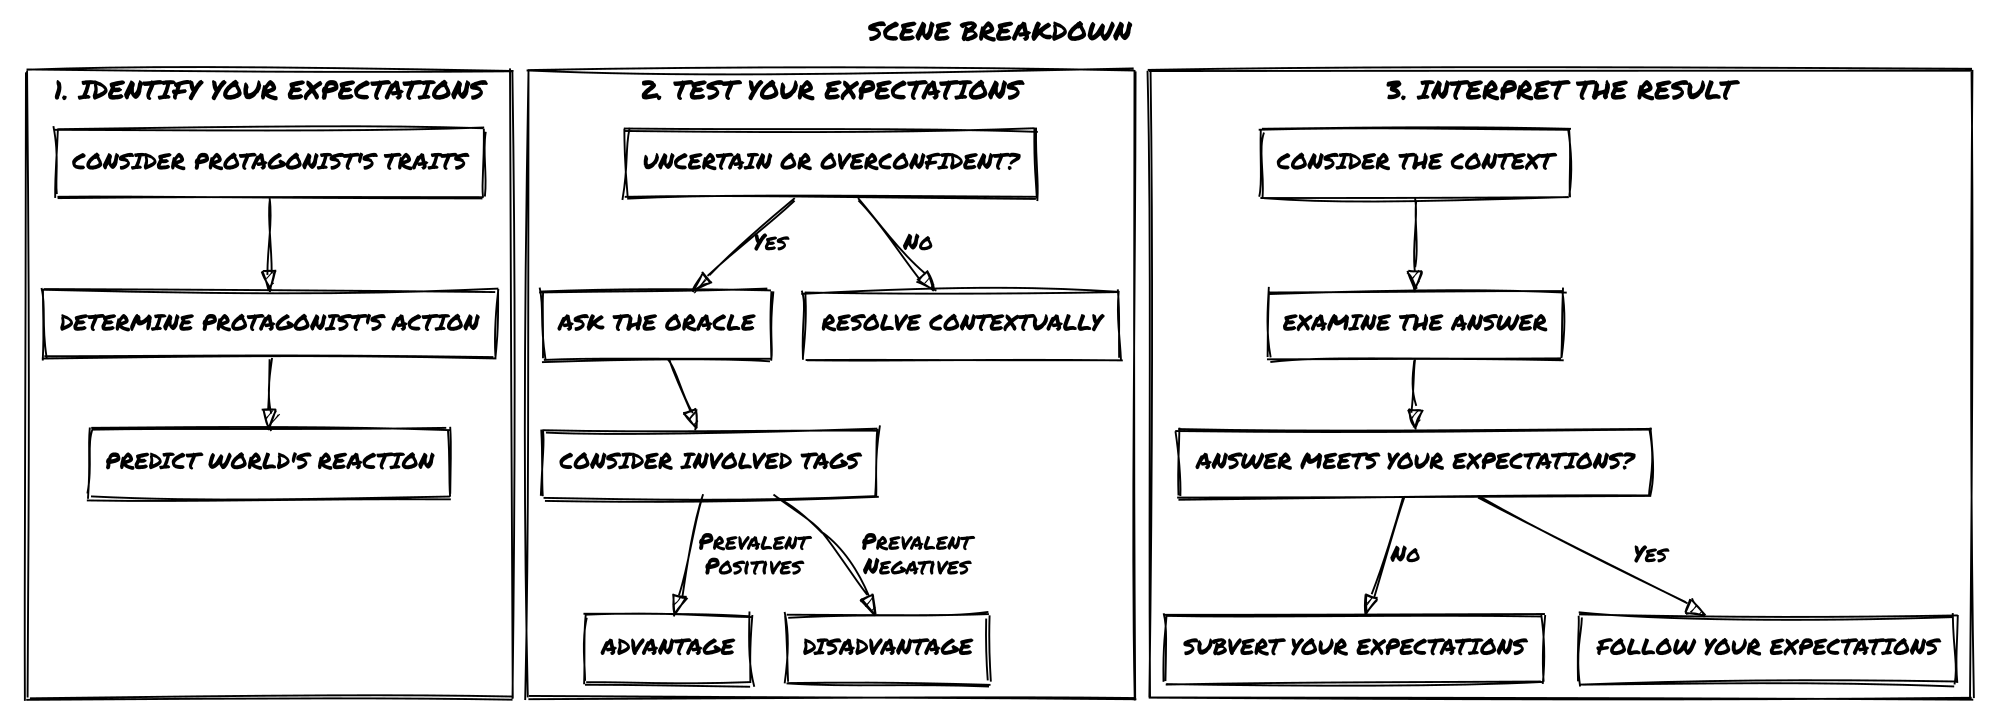 SCENE BREAKDOWN
1. IDENTIFY YOUR EXPECTATIONS
CONSIDER PROTAGONIST'S TRAITS
DETERMINE PROTAGONIST'S ACTION
PREDICT WORLD'S REACTION
2. TEST YOUR EXPECTATIONS
UNCERTAIN OR OVERCONFIDENT?
YES
NO
ASK THE ORACLE
RESOLVE CONTEXTUALLY
CONSIDER INVOLVED TAGS
PREVALENT
POSITIVES
PREVALENT
NEGATIVES
ADVANTAGE
DISADVANTAGE
3. INTERPRET THE RESULT
CONSIDER THE CONTEXT
EXAMINE THE ANSWER
ANSWER MEETS YOUR EXPECTATIONS?
NO
YES
SUBVERT YOUR EXPECTATIONS
FOLLOW YOUR EXPECTATIONS